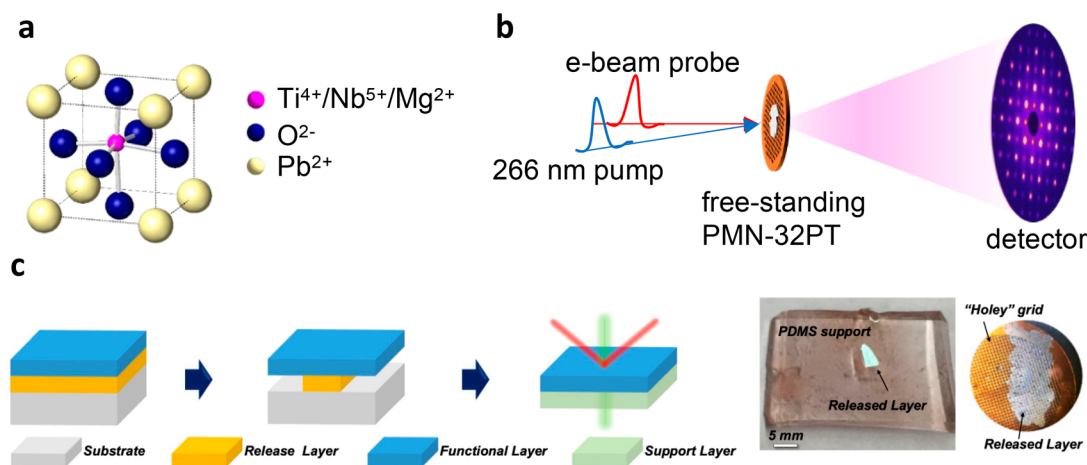 a
Ti⁴⁺/Nb⁵⁺/Mg²⁺
O²⁻
Pb²⁺
b
e-beam probe
266 nm pump
free-standing
PMN-32PT
detector
c
Substrate
Release Layer
Functional Layer
Support Layer
PDMS support
Released Layer
5 mm
"Holey" grid
Released Layer